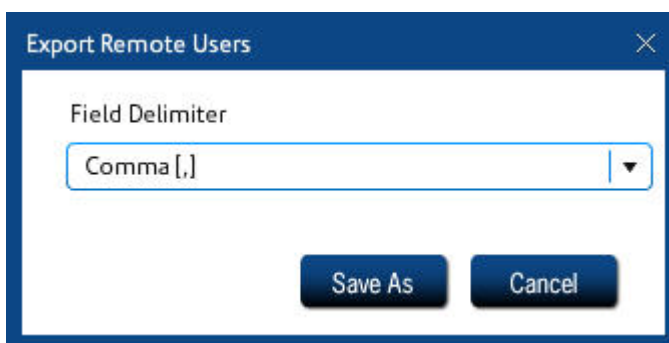 Export Remote Users
Field Delimiter
Comma [,]
Save As Cancel